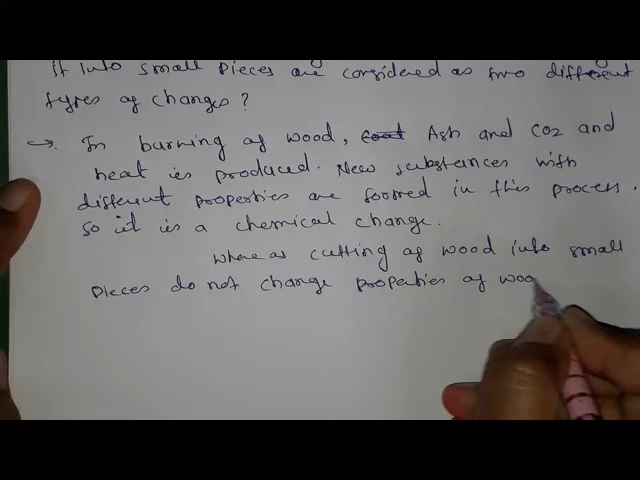 it into small pieces are considered as two different
types of changes?
→. In burning of wood, Ash and CO2 and
heat is produced. New substances with
different properties are formed in this process.
so it is a chemical change.
where as cutting of wood into small
pieces do not change properties of woo